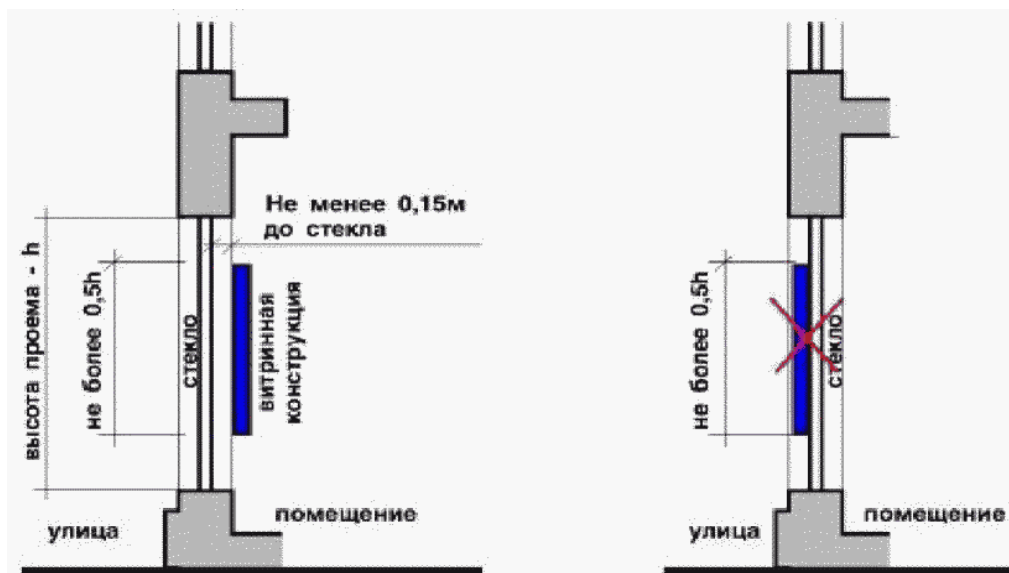 Не менее 0,15м
до стекла
высота проема - h
не более 0,5h
стекло
витринная
конструкция
улица
помещение
не более 0,5h
стекло
улица
помещение